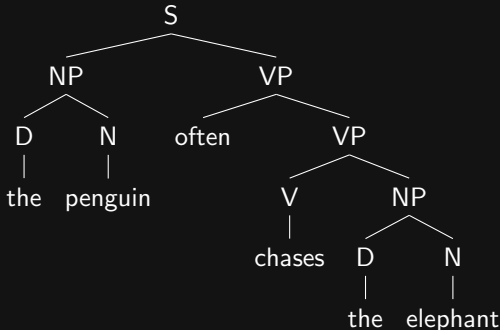 S
NP VP
D N often VP
the penguin V NP
chases D N
the elephant